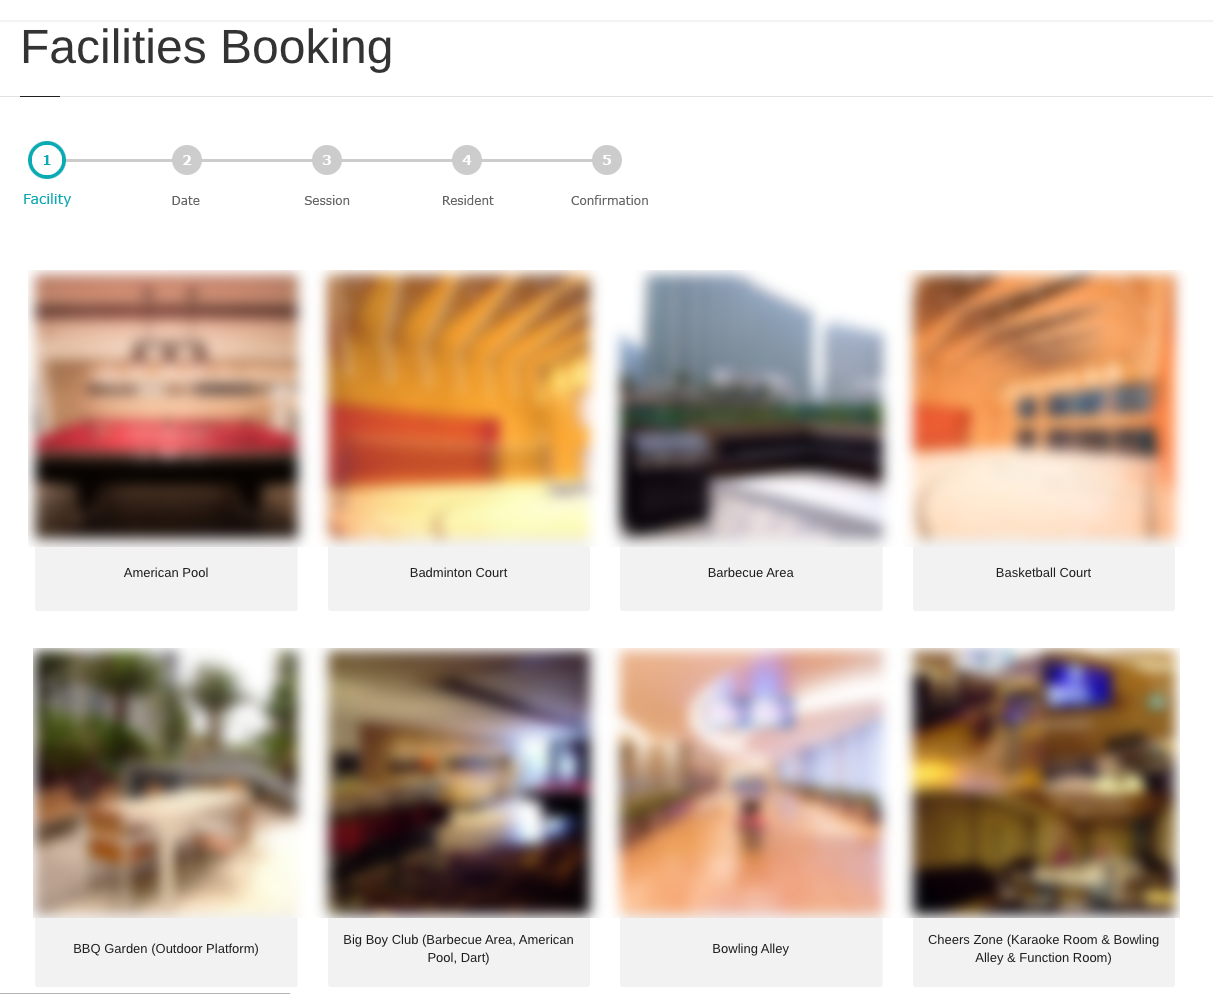 Facilities Booking
1 2 3 4 5
Facility Date Session Resident Confirmation
American Pool
Badminton Court
Barbecue Area
Basketball Court
BBQ Garden (Outdoor Platform)
Big Boy Club (Barbecue Area, American
Pool, Dart)
Bowling Alley
Cheers Zone (Karaoke Room & Bowling
Alley & Function Room)